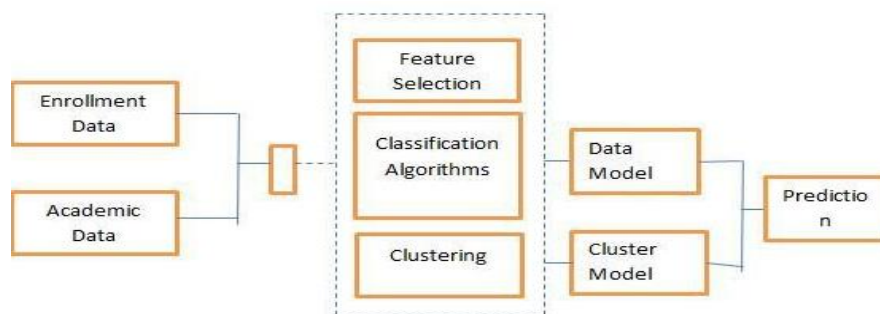 Enrollment
Data
Academic
Data
Feature
Selection
Classification
Algorithms
Clustering
Data
Model
Cluster
Model
Predictio
n